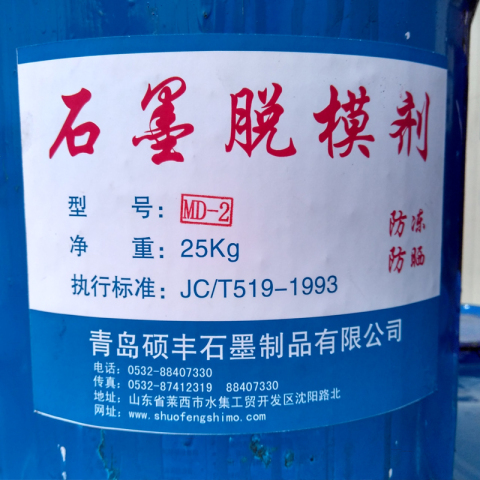 石墨脱模剂
型 号：MD-2
净 重：25Kg
防冻
防晒
执行标准：JC/T519-1993
青岛硕丰石墨制品有限公司
电话：0532-88407330
传真：0532-87412319 88407330
地址：山东省莱西市水集工贸开发区沈阳路北
网址：www.shuofengshimo.com